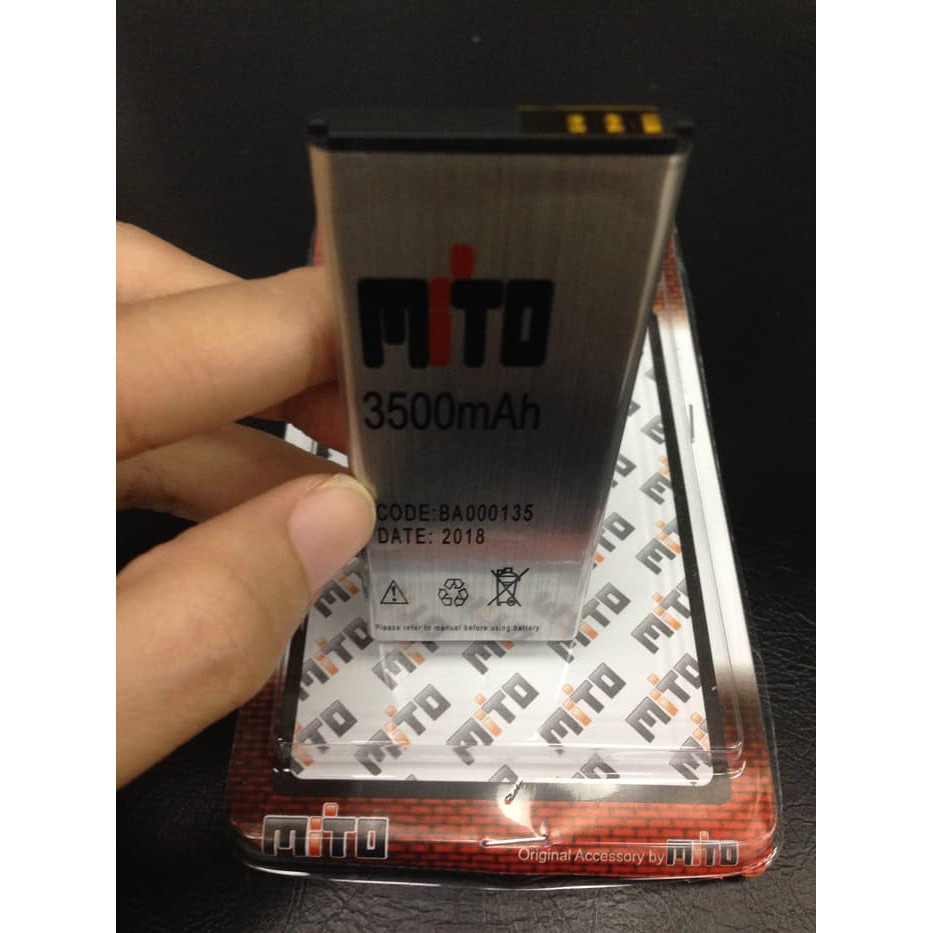 MiTO
3500mAh
CODE:BA000135
DATE: 2018
Please refer to manual before using battery
MiTO
Original Accessory by MiTO